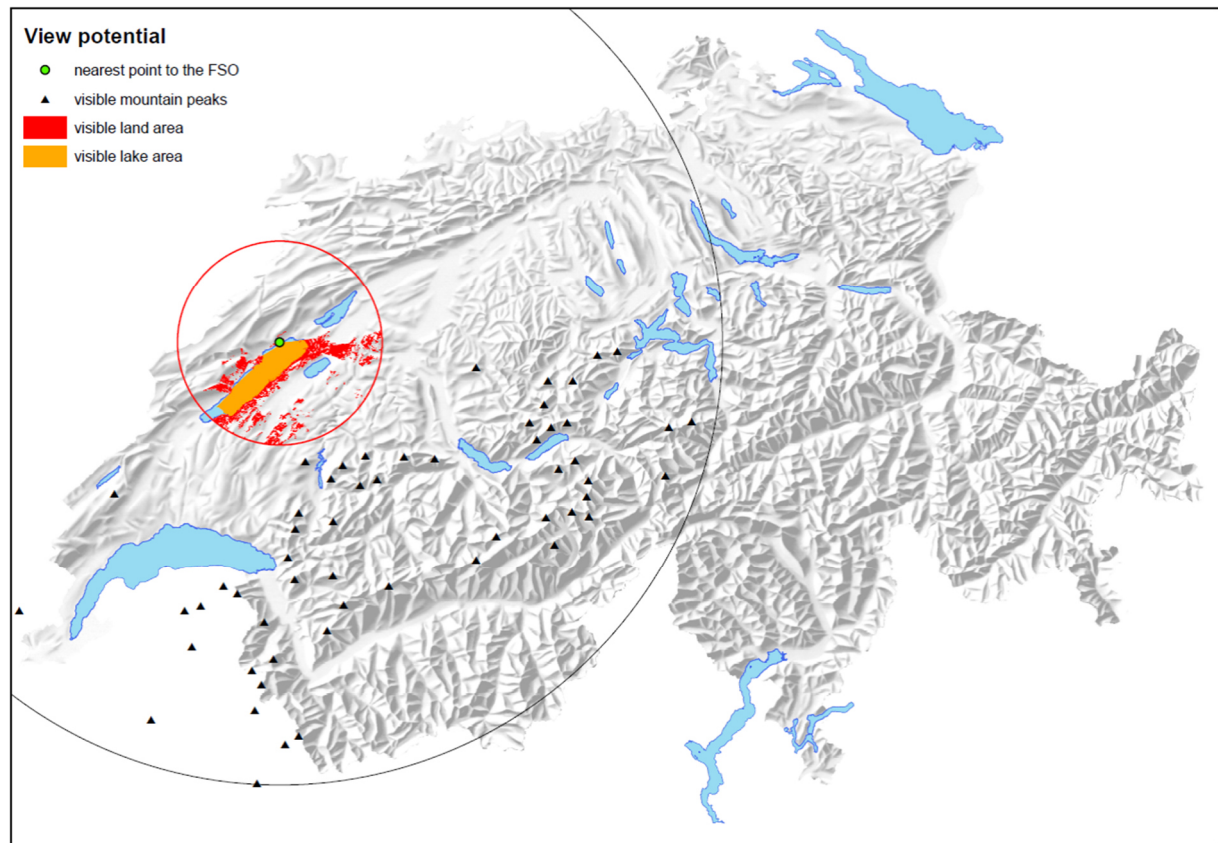 View potential
nearest point to the FSO
visible mountain peaks
visible land area
visible lake area